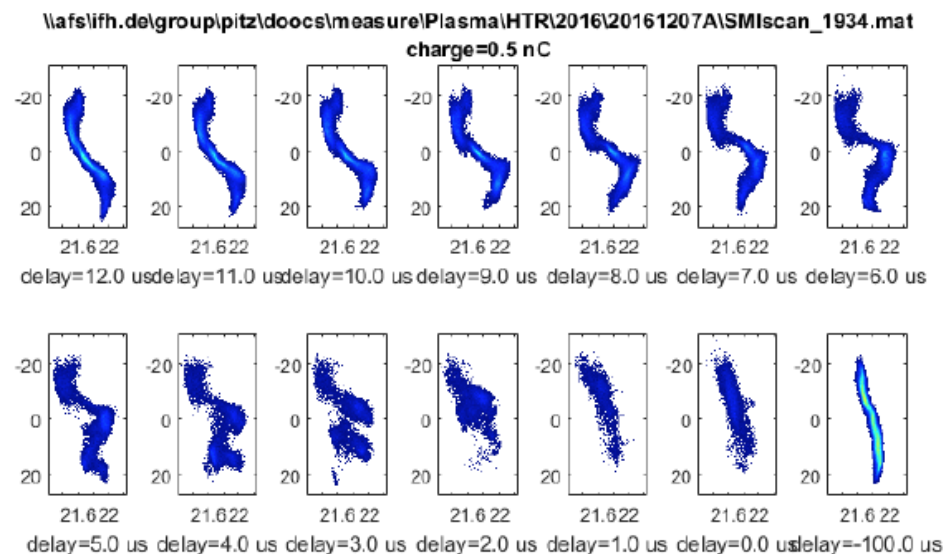 \\afs\ifh.de\group\pitz\doocs\measure\Plasma\HTR\2016\20161207A\SMIscan_1934.mat
charge=0.5 nC
-20 -20 -20 -20 -20 -20 -20
0 0 0 0 0 0 0
20 20 20 20 20 20 20
21.6 22 21.6 22 21.6 22 21.6 22 21.6 22 21.6 22 21.6 22
delay=12.0 us delay=11.0 us delay=10.0 us delay=9.0 us delay=8.0 us delay=7.0 us delay=6.0 us
-20 -20 -20 -20 -20 -20 -20
0 0 0 0 0 0 0
20 20 20 20 20 20 20
21.6 22 21.6 22 21.6 22 21.6 22 21.6 22 21.6 22 21.6 22
delay=5.0 us delay=4.0 us delay=3.0 us delay=2.0 us delay=1.0 us delay=0.0 us delay=-100.0 us